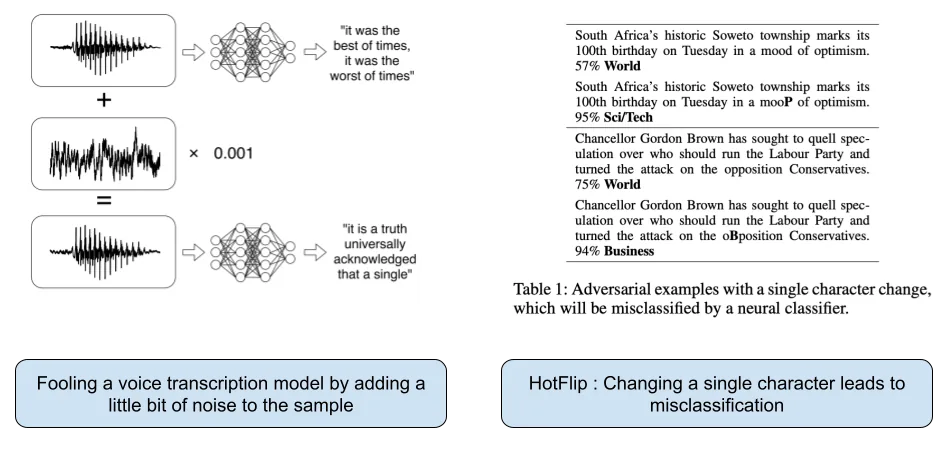 "it was the
best of times,
it was the
worst of times"
+
× 0.001
=
"it is a truth
universally
acknowledged
that a single"
Fooling a voice transcription model by adding a
little bit of noise to the sample
South Africa's historic Soweto township marks its
100th birthday on Tuesday in a mood of optimism.
57% World
South Africa's historic Soweto township marks its
100th birthday on Tuesday in a mooP of optimism.
95% Sci/Tech
Chancellor Gordon Brown has sought to quell spec-
ulation over who should run the Labour Party and
turned the attack on the opposition Conservatives.
75% World
Chancellor Gordon Brown has sought to quell spec-
ulation over who should run the Labour Party and
turned the attack on the oBposition Conservatives.
94% Business
Table 1: Adversarial examples with a single character change,
which will be misclassified by a neural classifier.
HotFlip : Changing a single character leads to
misclassification